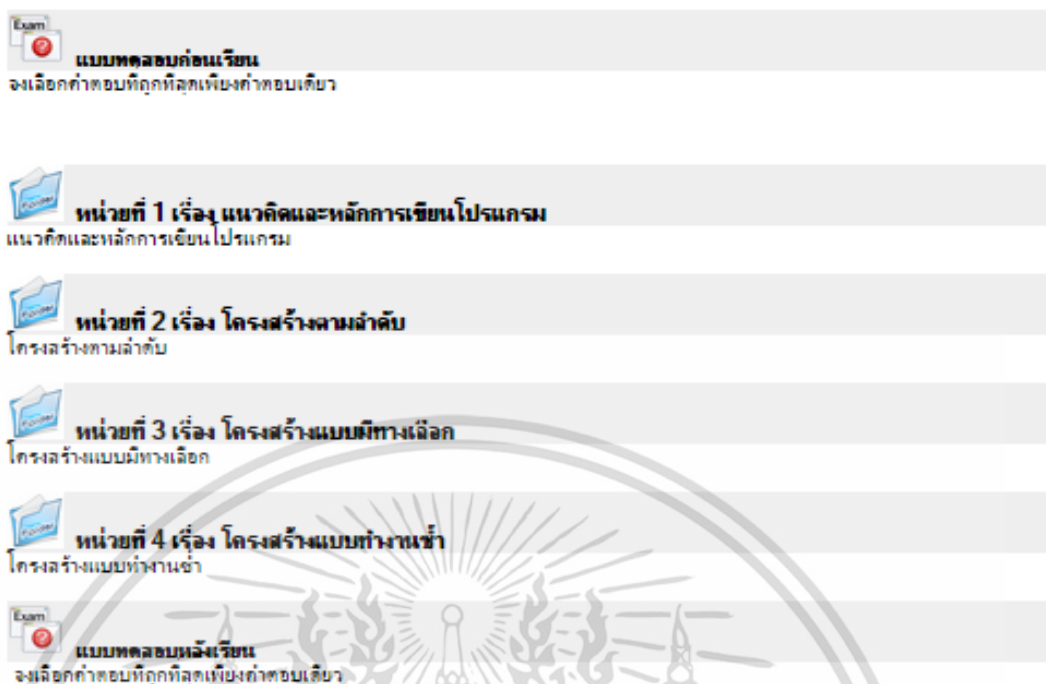 Exam
แบบทดสอบก่อนเรียน
จงเลือกคำตอบที่ถูกที่สุดเพียงคำตอบเดียว
หน่วยที่ 1 เรื่อง แนวคิดและหลักการเขียนโปรแกรม
แนวคิดและหลักการเขียนโปรแกรม
หน่วยที่ 2 เรื่อง โครงสร้างตามลำดับ
โครงสร้างตามลำดับ
หน่วยที่ 3 เรื่อง โครงสร้างแบบมีทางเลือก
โครงสร้างแบบมีทางเลือก
หน่วยที่ 4 เรื่อง โครงสร้างแบบทำงานซ้ำ
โครงสร้างแบบทำงานซ้ำ
Exam
แบบทดสอบหลังเรียน
จงเลือกคำตอบที่ถูกที่สุดเพียงคำตอบเดียว